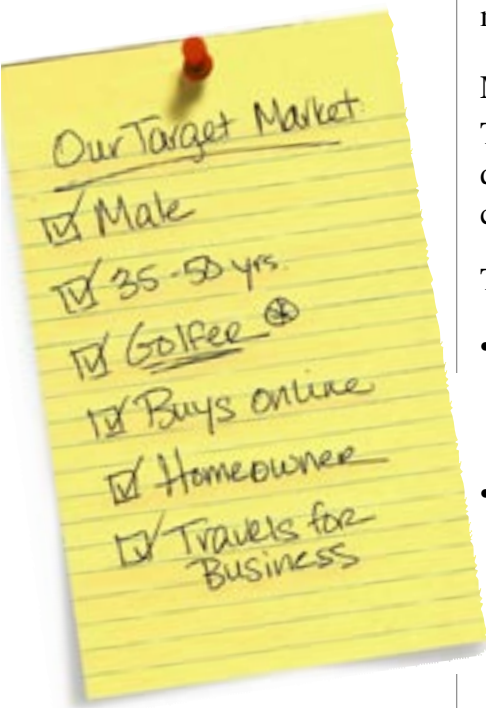 Our Target Market
☑ Male
☑ 35-50 yrs.
☑ Golfer
☑ Buys online
☑ Homeowner
☑ Travels for
Business